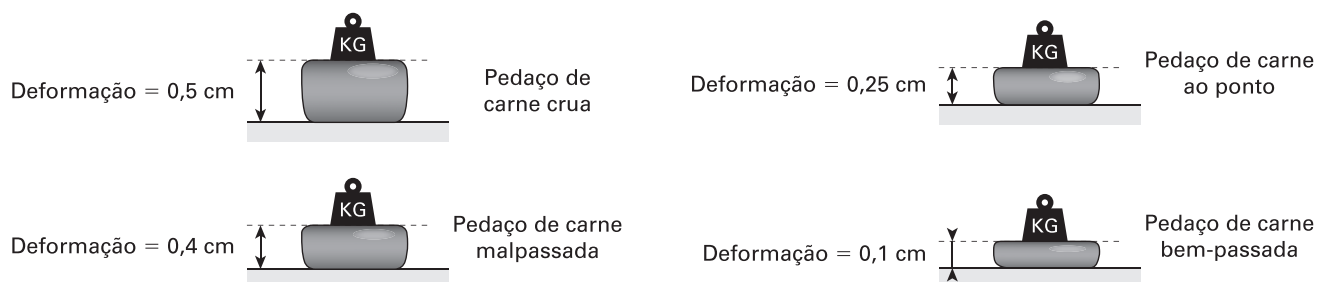 KG
Deformação = 0,5 cm
Pedaço de
carne crua
KG
Deformação = 0,25 cm
Pedaço de carne
ao ponto
KG
Deformação = 0,4 cm
Pedaço de carne
malpassada
KG
Deformação = 0,1 cm
Pedaço de carne
bem-passada